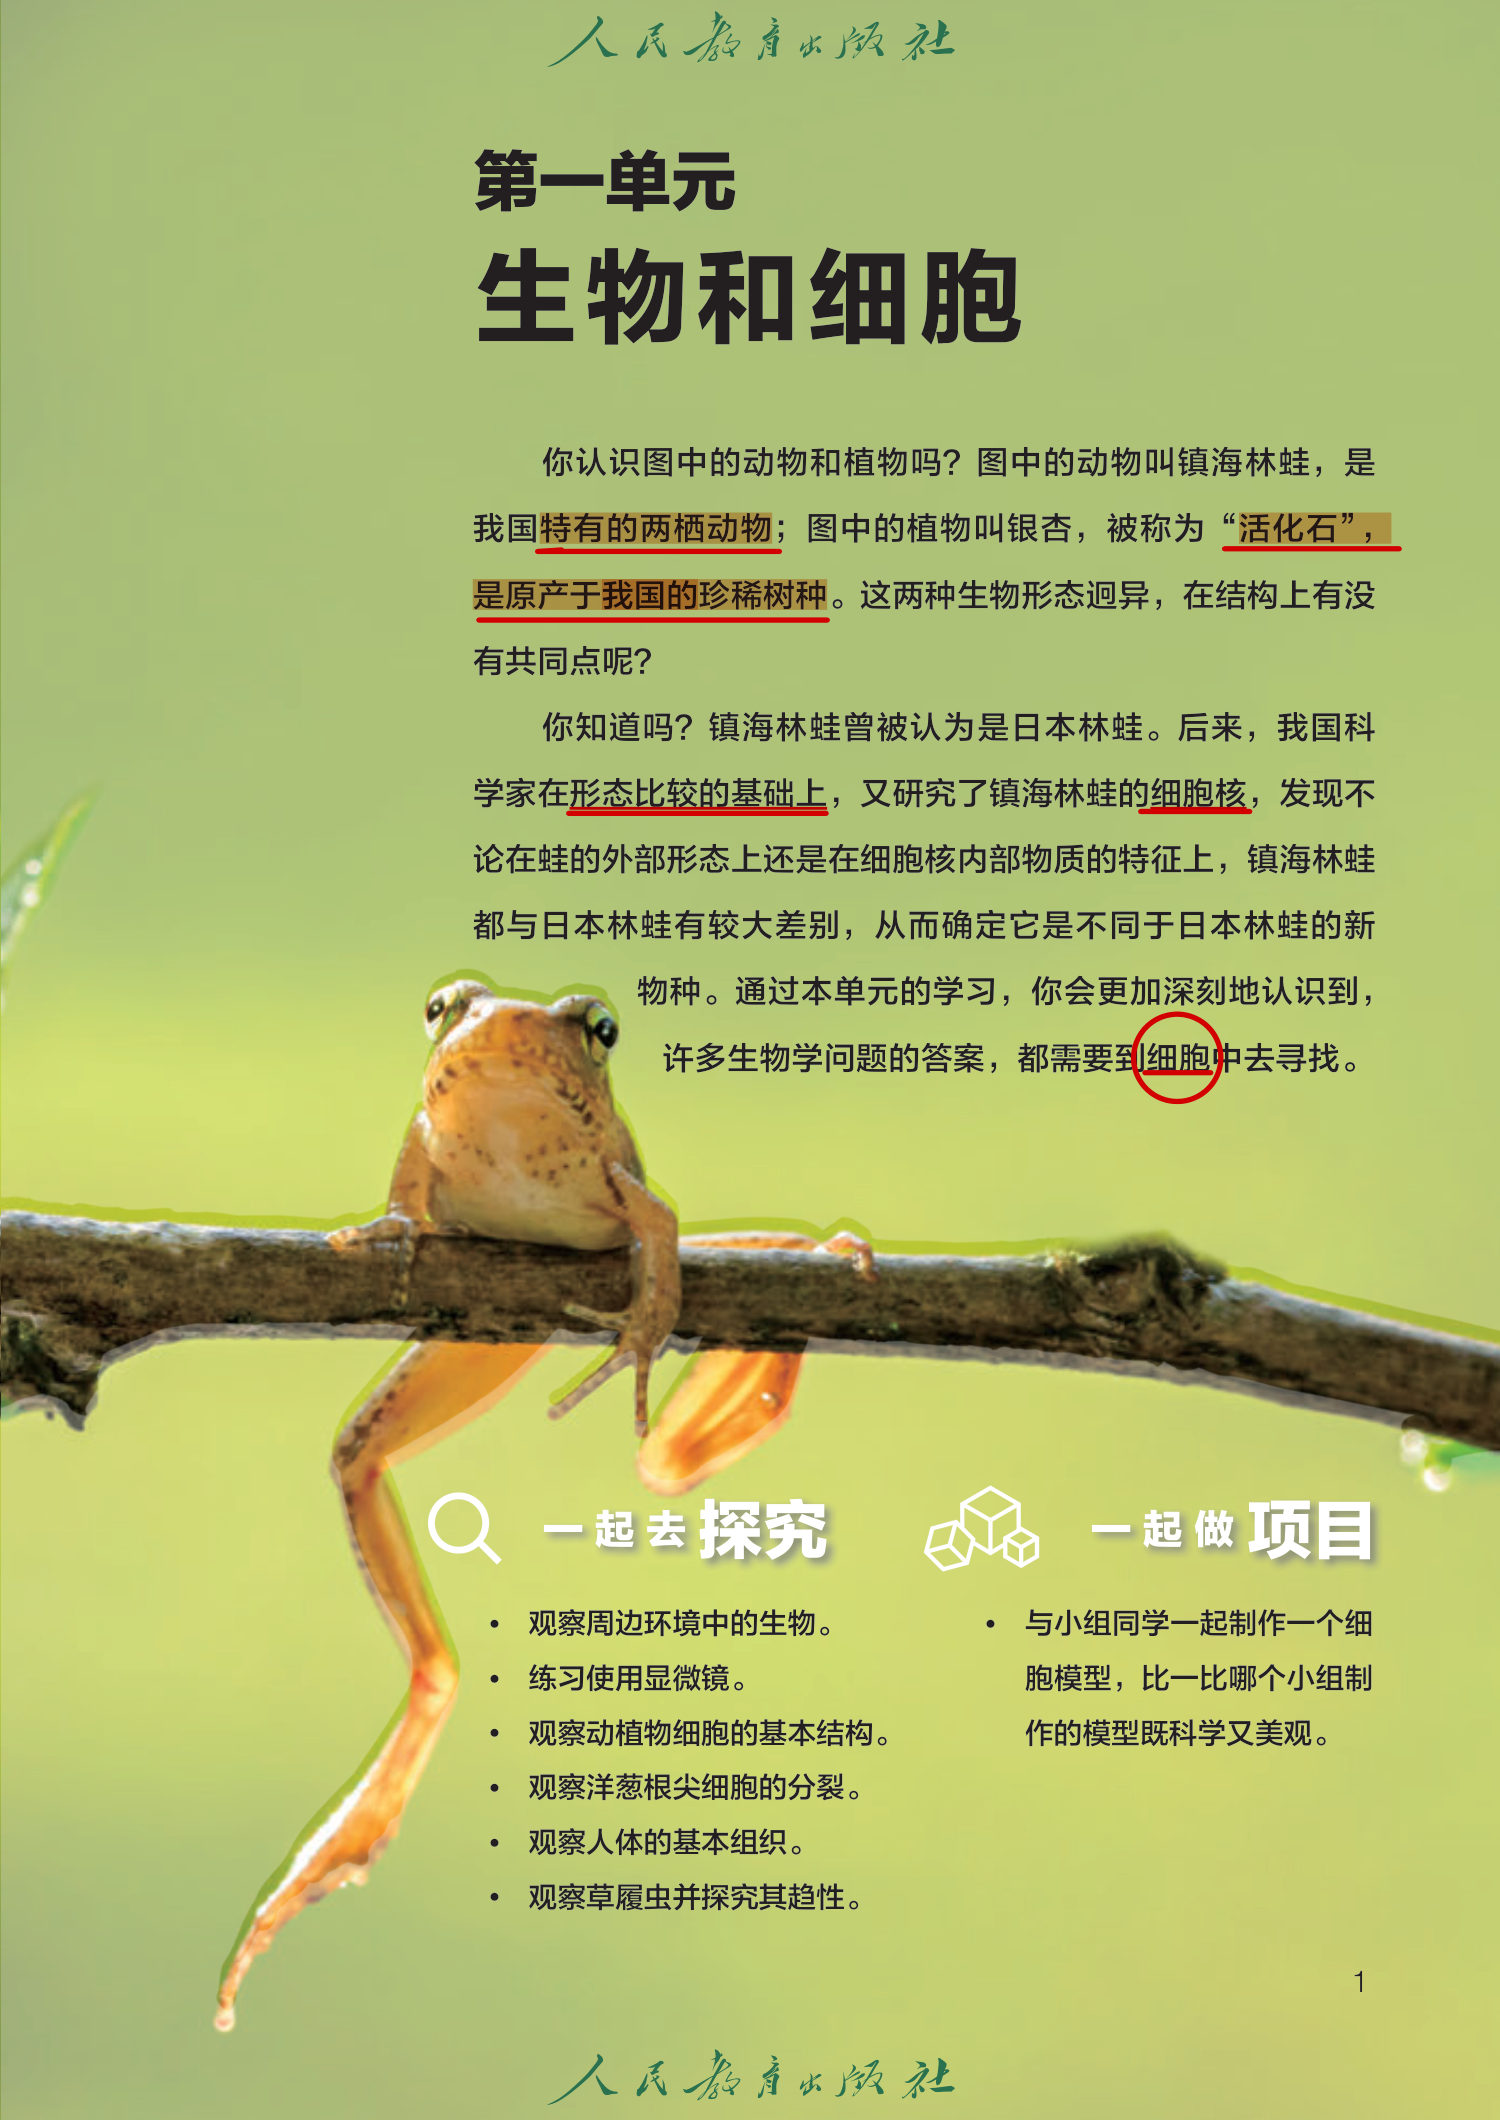 人民教育出版社
第一单元
生物和细胞
你认识图中的动物和植物吗？图中的动物叫镇海林蛙，是
我国特有的两栖动物；图中的植物叫银杏，被称为“活化石”，
是原产于我国的珍稀树种。这两种生物形态迥异，在结构上有没
有共同点呢？
你知道吗？镇海林蛙曾被认为是日本林蛙。后来，我国科
学家在形态比较的基础上，又研究了镇海林蛙的细胞核，发现不
论在蛙的外部形态上还是在细胞核内部物质的特征上，镇海林蛙
都与日本林蛙有较大差别，从而确定它是不同于日本林蛙的新
物种。通过本单元的学习，你会更加深刻地认识到，
许多生物学问题的答案，都需要到细胞中去寻找。
一起去探究
• 观察周边环境中的生物。
• 练习使用显微镜。
• 观察动植物细胞的基本结构。
• 观察洋葱根尖细胞的分裂。
• 观察人体的基本组织。
• 观察草履虫并探究其趋性。
一起做项目
• 与小组同学一起制作一个细
胞模型，比一比哪个小组制
作的模型既科学又美观。
1
人民教育出版社